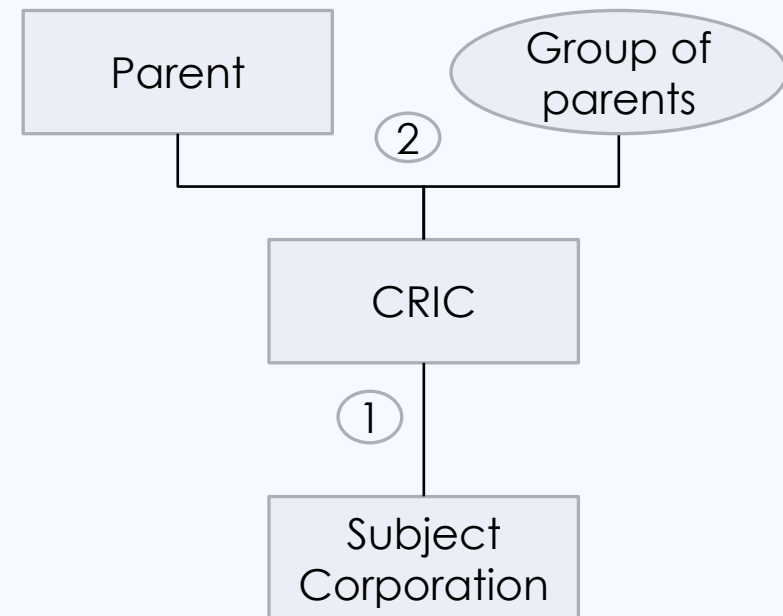 Parent
Group of
parents
2
CRIC
1
Subject
Corporation